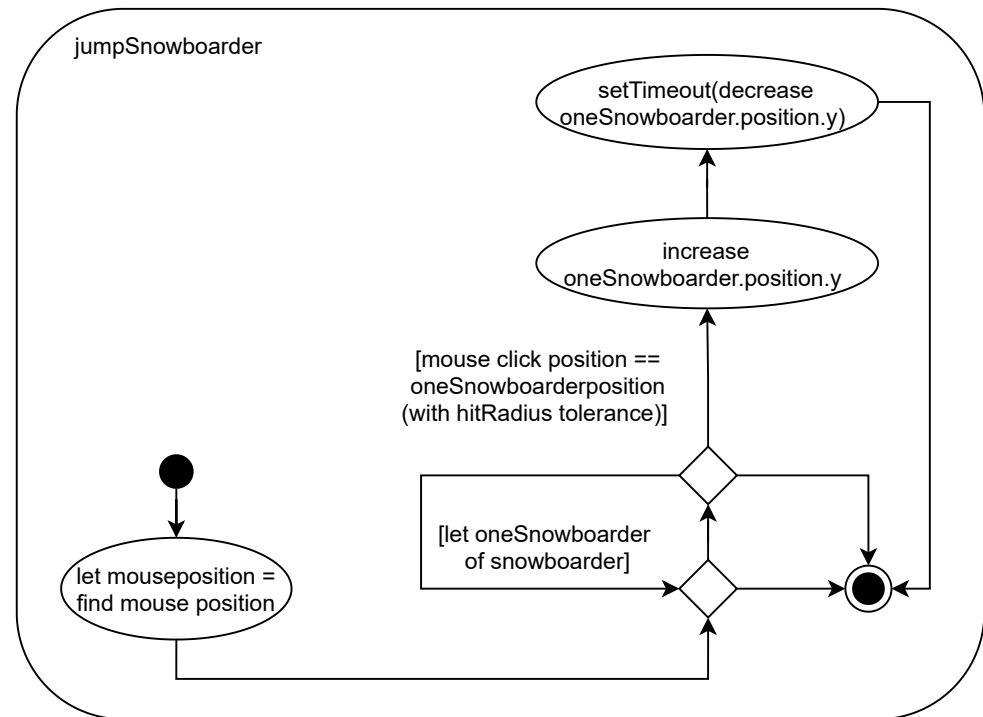 jumpSnowboarder
setTimeout(decrease
oneSnowboarder.position.y)
increase
oneSnowboarder.position.y
[mouse click position ==
oneSnowboarderposition
(with hitRadius tolerance)]
[let oneSnowboarder
of snowboarder]
let mouseposition =
find mouse position